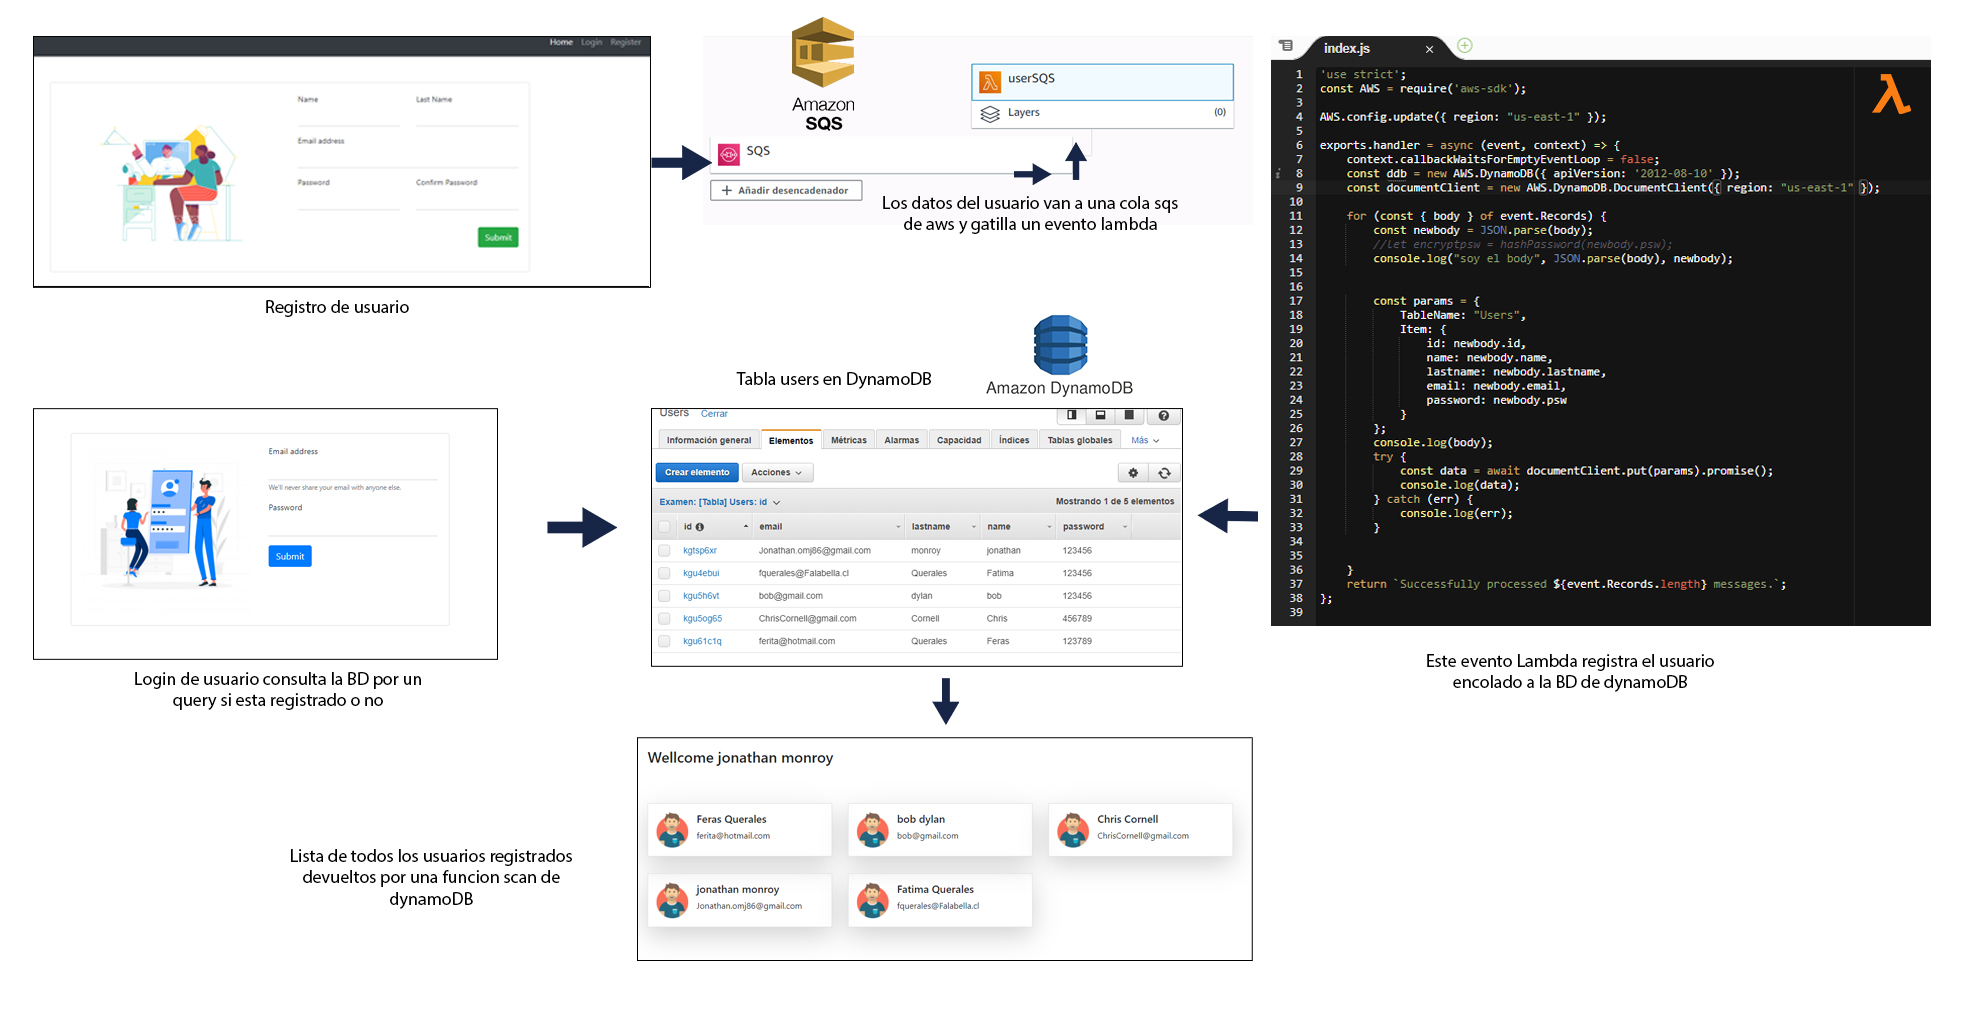 Home Login Register
Name Last Name
Email address
Password Confirm Password
Submit
Registro de usuario
Amazon
SQS
userSQS
Layers (0)
SQS
+ Añadir desencadenador
Los datos del usuario van a una cola sqs
de aws y gatilla un evento lambda
index.js
1 'use strict';
2 const AWS = require('aws-sdk');
3
4 AWS.config.update({ region: "us-east-1" });
5
6 exports.handler = async (event, context) => {
7 context.callbackWaitsForEmptyEventLoop = false;
8 const ddb = new AWS.DynamoDB({ apiVersion: '2012-08-10' });
9 const documentClient = new AWS.DynamoDB.DocumentClient({ region: "us-east-1" });
10
11 for (const { body } of event.Records) {
12 const newbody = JSON.parse(body);
13 //let encryptpsw = hashPassword(newbody.psw);
14 console.log("soy el body", JSON.parse(body), newbody);
15
16
17 const params = {
18 TableName: "Users",
19 Item: {
20 id: newbody.id,
21 name: newbody.name,
22 lastname: newbody.lastname,
23 email: newbody.email,
24 password: newbody.psw
25 }
26 };
27 console.log(body);
28 try {
29 const data = await documentClient.put(params).promise();
30 console.log(data);
31 } catch (err) {
32 console.log(err);
33 }
34
35
36 }
37 return `Successfully processed ${event.Records.length} messages.`;
38 };
39
Este evento Lambda registra el usuario
encolado a la BD de dynamoDB
Tabla users en DynamoDB
Amazon DynamoDB
Users Cerrar
Información general Elementos Métricas Alarmas Capacidad Índices Tablas globales Más
Crear elemento Acciones
Examen: [Tabla] Users: id Mostrando 1 de 5 elementos
id email lastname name password
kgtsp6xr Jonathan.omj86@gmail.com monroy jonathan 123456
kgu4ebui fquerales@Falabella.cl Querales Fatima 123456
kgu5h6vt bob@gmail.com dylan bob 123456
kgu5og65 ChrisCornell@gmail.com Cornell Chris 456789
kgu61c1q ferita@hotmail.com Querales Feras 123789
Email address
We'll never share your email with anyone else.
Password
Submit
Login de usuario consulta la BD por un
query si esta registrado o no
Wellcome jonathan monroy
Feras Querales
ferita@hotmail.com
bob dylan
bob@gmail.com
Chris Cornell
ChrisCornell@gmail.com
jonathan monroy
Jonathan.omj86@gmail.com
Fatima Querales
fquerales@Falabella.cl
Lista de todos los usuarios registrados
devueltos por una funcion scan de
dynamoDB